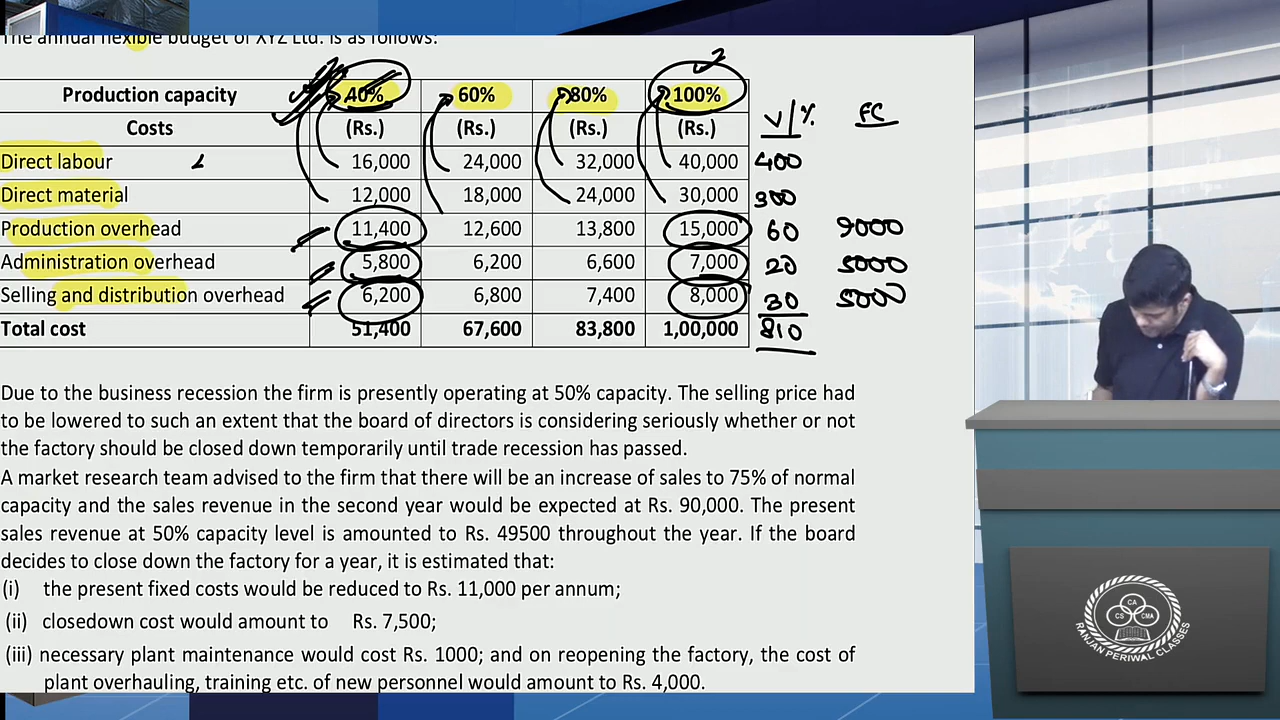 The annual flexible budget of XYZ Ltd. is as follows:
Production capacity 40% 60% 80% 100%
Costs (Rs.) (Rs.) (Rs.) (Rs.) V/% FC
Direct labour 16,000 24,000 32,000 40,000 400
Direct material 12,000 18,000 24,000 30,000 300
Production overhead 11,400 12,600 13,800 15,000 60 9000
Administration overhead 5,800 6,200 6,600 7,000 20 5000
Selling and distribution overhead 6,200 6,800 7,400 8,000 30 5000
Total cost 51,400 67,600 83,800 1,00,000 810
Due to the business recession the firm is presently operating at 50% capacity. The selling price had
to be lowered to such an extent that the board of directors is considering seriously whether or not
the factory should be closed down temporarily until trade recession has passed.
A market research team advised to the firm that there will be an increase of sales to 75% of normal
capacity and the sales revenue in the second year would be expected at Rs. 90,000. The present
sales revenue at 50% capacity level is amounted to Rs. 49500 throughout the year. If the board
decides to close down the factory for a year, it is estimated that:
(i) the present fixed costs would be reduced to Rs. 11,000 per annum;
(ii) closedown cost would amount to Rs. 7,500;
(iii) necessary plant maintenance would cost Rs. 1000; and on reopening the factory, the cost of
plant overhauling, training etc. of new personnel would amount to Rs. 4,000.
CA
CS CMA
RANJAN PERIWAL CLASSES